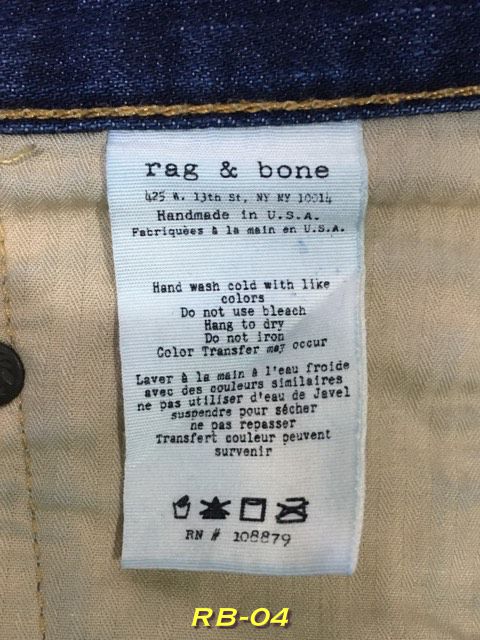 rag & bone
425 W. 13th St, NY NY 10014
Handmade in U.S.A.
Fabriquées à la main en U.S.A.
Hand wash cold with like
colors
Do not use bleach
Hang to dry
Do not iron
Color Transfer may occur
Laver à la main à l'eau froide
avec des couleurs similaires
ne pas utiliser d'eau de Javel
suspendre pour sécher
ne pas repasser
Transfert couleur peuvent
survenir
RN # 108879
RB-04